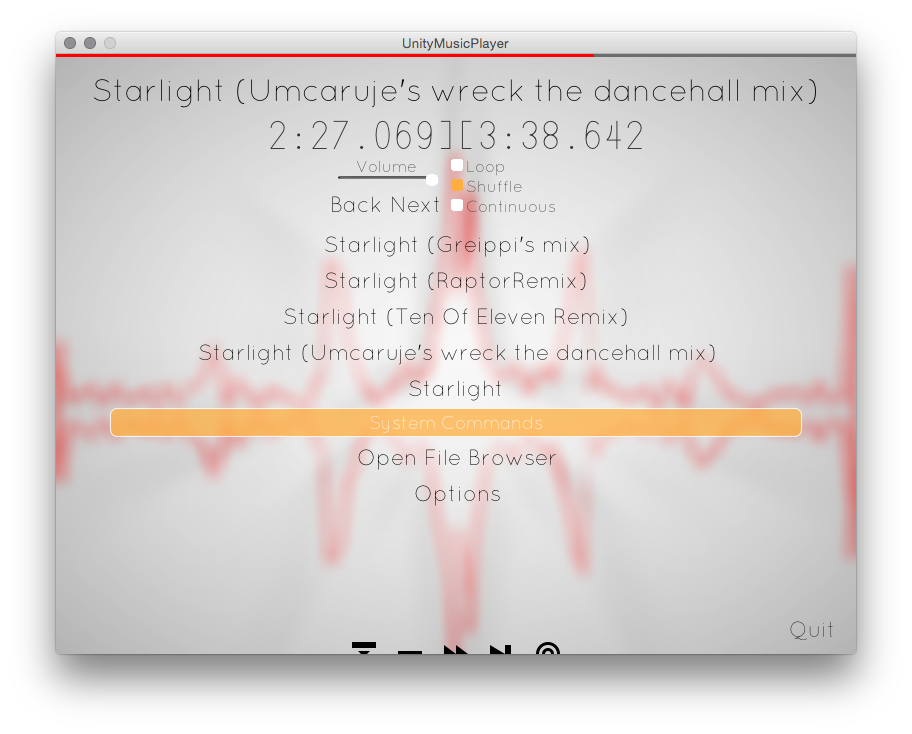 UnityMusicPlayer
Starlight (Umcaruje's wreck the dancehall mix)
2:27.069][3:38.642
Volume
Loop
Shuffle
Back Next
Continuous
Starlight (Greippi's mix)
Starlight (RaptorRemix)
Starlight (Ten Of Eleven Remix)
Starlight (Umcaruje's wreck the dancehall mix)
Starlight
System Commands
Open File Browser
Options
Quit